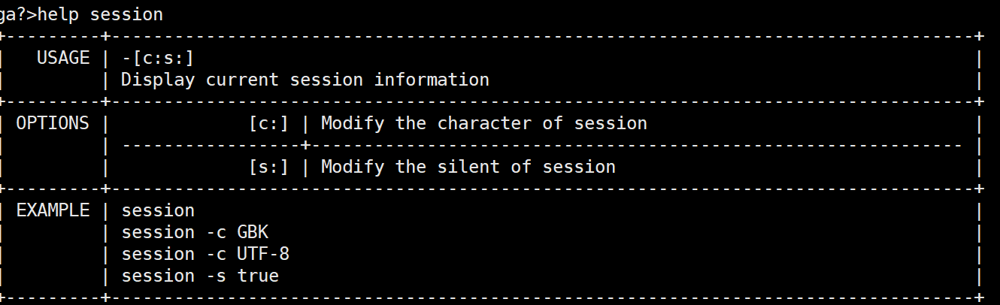 ga?>help session
+---------+----------------------------------------------------------------------------------+
|   USAGE | -[c:s:]                                                                          |
|         | Display current session information                                              |
+---------+----------------------------------------------------------------------------------+
| OPTIONS |            [c:] | Modify the character of session                                |
|         | -----------------+-------------------------------------------------------------- |
|         |            [s:] | Modify the silent of session                                   |
+---------+----------------------------------------------------------------------------------+
| EXAMPLE | session                                                                          |
|         | session -c GBK                                                                   |
|         | session -c UTF-8                                                                 |
|         | session -s true                                                                  |
+---------+----------------------------------------------------------------------------------+